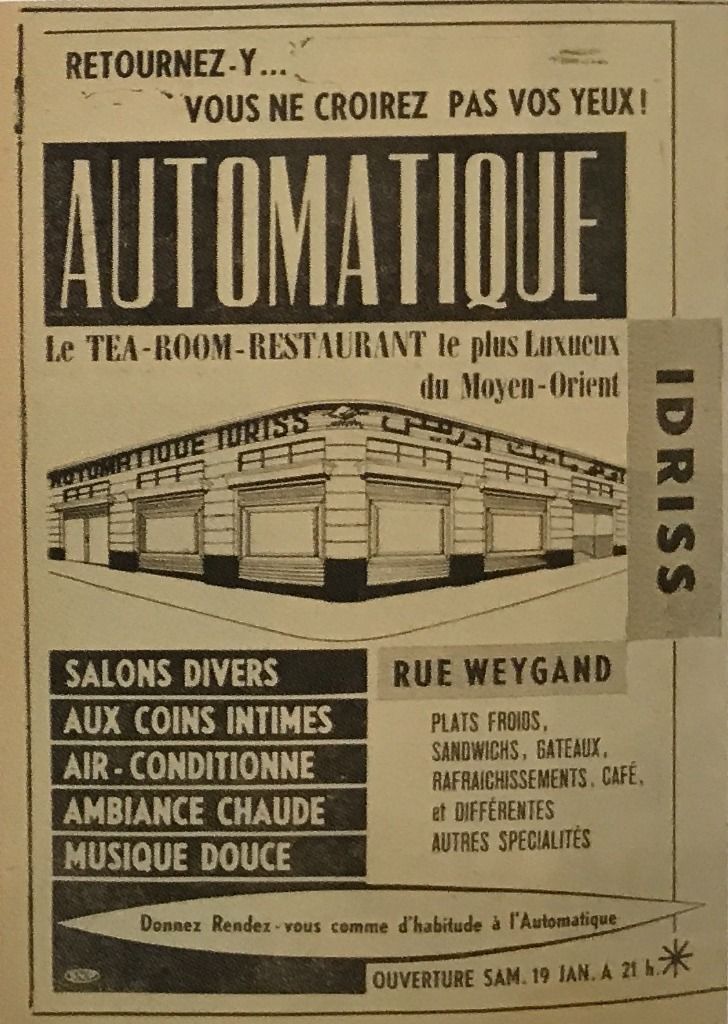 RETOURNEZ-Y...
VOUS NE CROIREZ PAS VOS YEUX!
AUTOMATIQUE
Le TEA-ROOM-RESTAURANT le plus Luxueux
du Moyen-Orient
AUTOMATIQUE IDRISS
اوتوماتيك ادريس
IDRISS
SALONS DIVERS
AUX COINS INTIMES
AIR-CONDITIONNE
AMBIANCE CHAUDE
MUSIQUE DOUCE
RUE WEYGAND
PLATS FROIDS,
SANDWICHS, GATEAUX,
RAFRAICHISSEMENTS, CAFÉ,
et DIFFÉRENTES
AUTRES SPECIALITÉS
Donnez Rendez-vous comme d'habitude à l'Automatique
OUVERTURE SAM. 19 JAN. A 21 h.